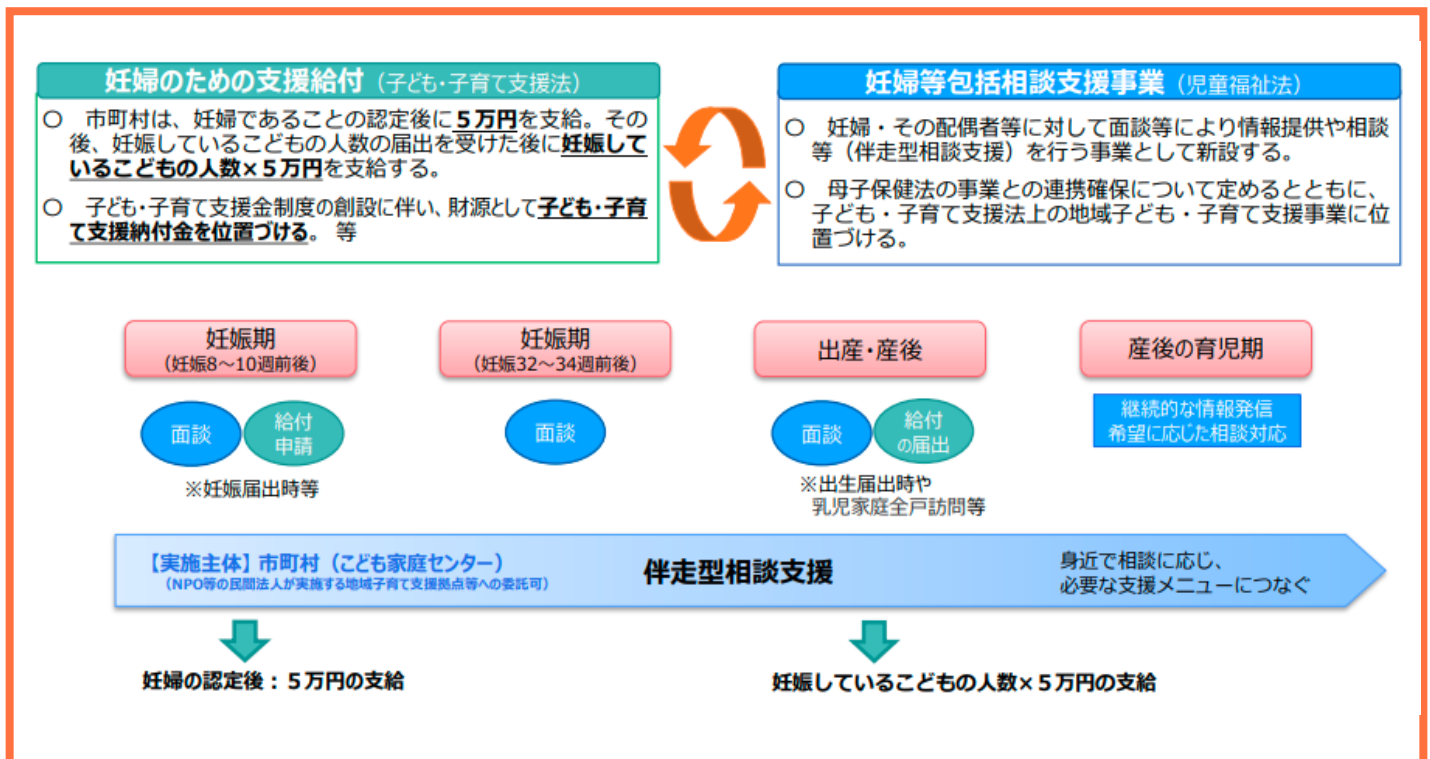 妊婦のための支援給付（子ども・子育て支援法）
○　市町村は、妊婦であることの認定後に５万円を支給。その
後、妊娠しているこどもの人数の届出を受けた後に妊娠して
いるこどもの人数×５万円を支給する。
○　子ども・子育て支援金制度の創設に伴い、財源として子ども・子育
て支援納付金を位置づける。 等
妊婦等包括相談支援事業（児童福祉法）
○　妊婦・その配偶者等に対して面談等により情報提供や相談
等（伴走型相談支援）を行う事業として新設する。
○　母子保健法の事業との連携確保について定めるとともに、
子ども・子育て支援法上の地域子ども・子育て支援事業に位
置づける。
妊娠期
（妊娠8～10週前後）
妊娠期
（妊娠32～34週前後）
出産・産後
産後の育児期
面談
給付
申請
※妊娠届出時等
面談
面談
給付
の届出
※出生届出時や
乳児家庭全戸訪問等
継続的な情報発信
希望に応じた相談対応
【実施主体】市町村（こども家庭センター）
（NPO等の民間法人が実施する地域子育て支援拠点等への委託可）
伴走型相談支援
身近で相談に応じ、
必要な支援メニューにつなぐ
妊婦の認定後：５万円の支給
妊娠しているこどもの人数×５万円の支給